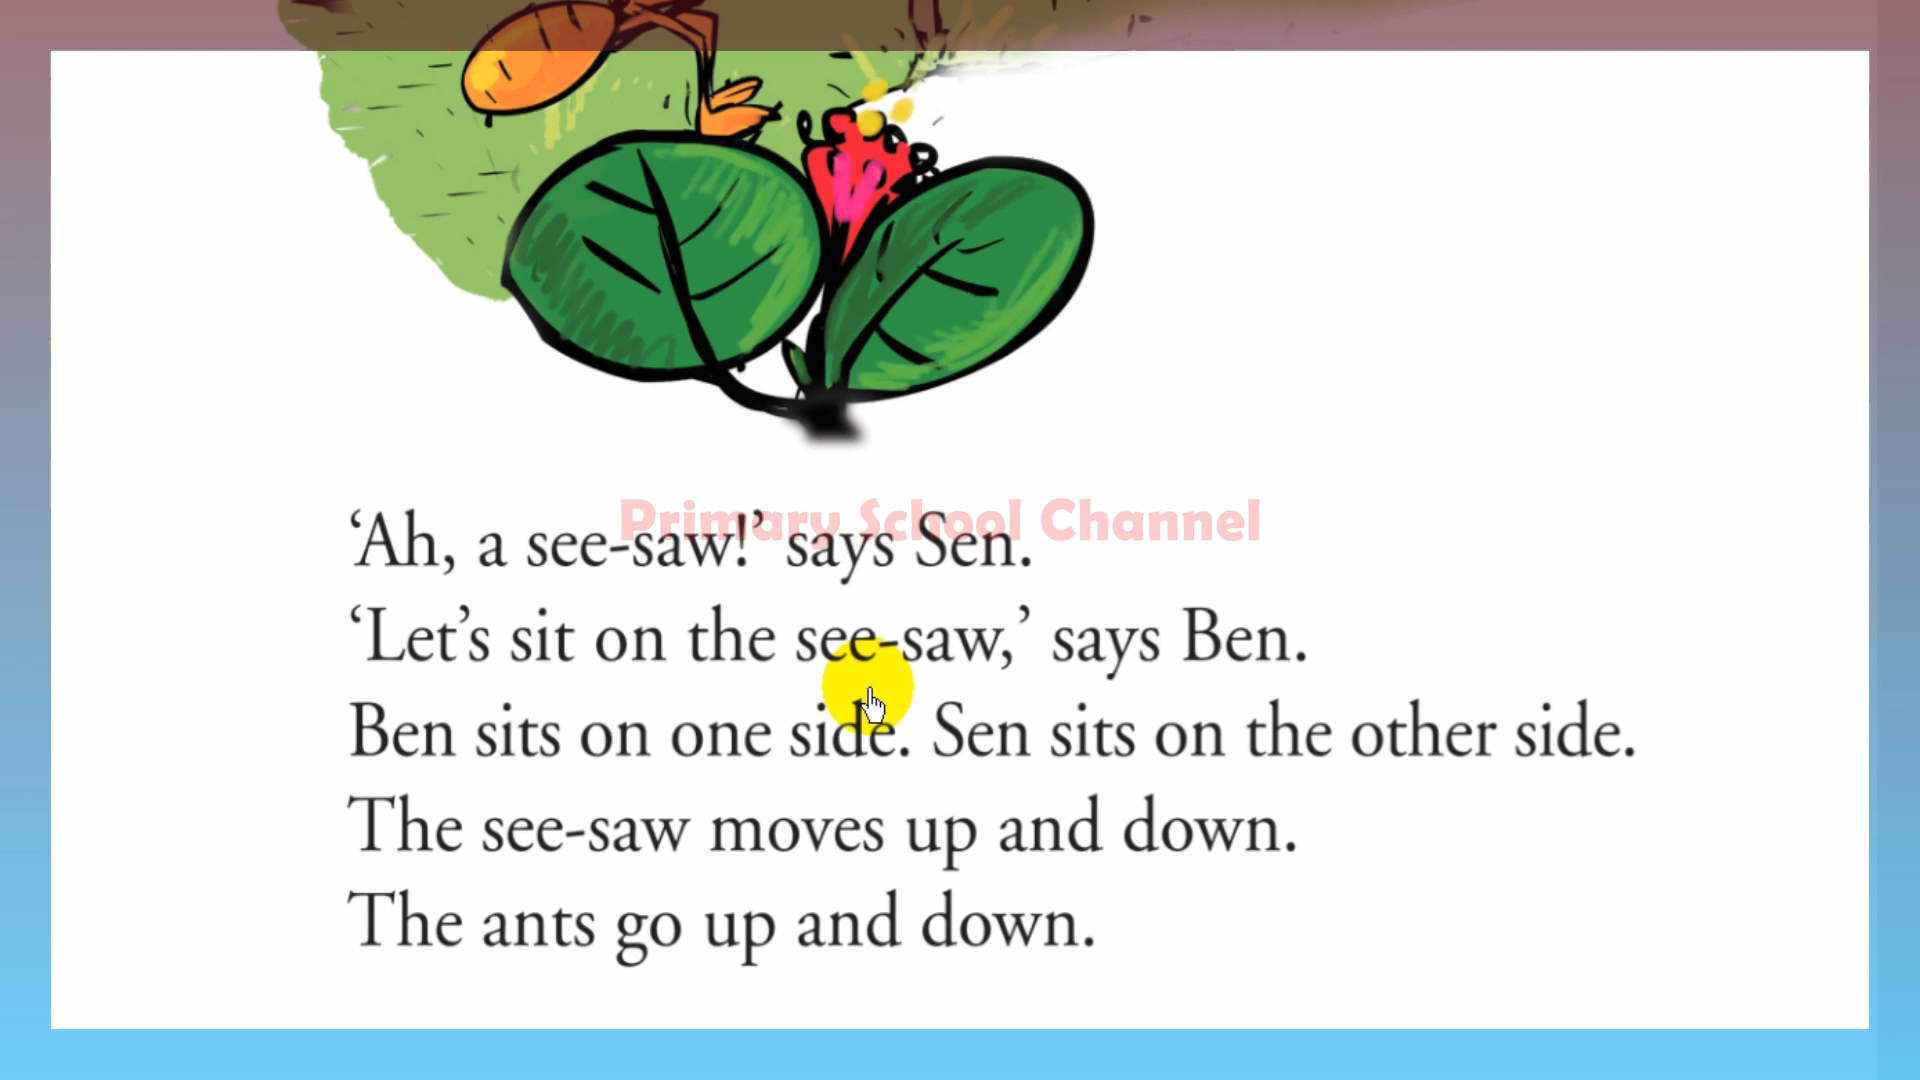 Primary School Channel
‘Ah, a see-saw!’ says Sen.
‘Let’s sit on the see-saw,’ says Ben.
Ben sits on one side. Sen sits on the other side.
The see-saw moves up and down.
The ants go up and down.